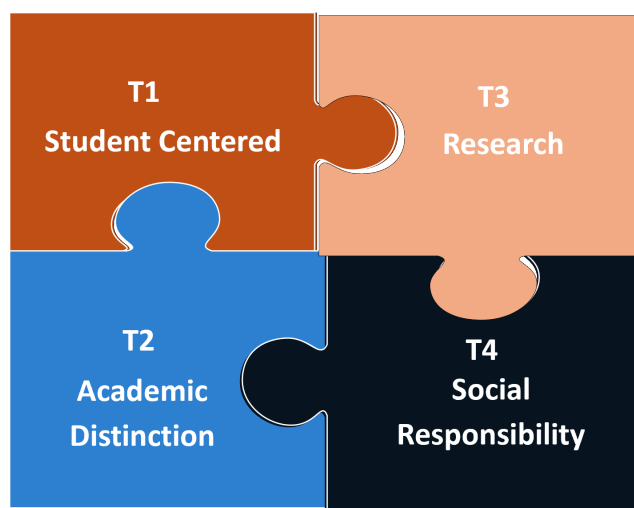 T1
Student Centered
T3
Research
T2
Academic
Distinction
T4
Social
Responsibility